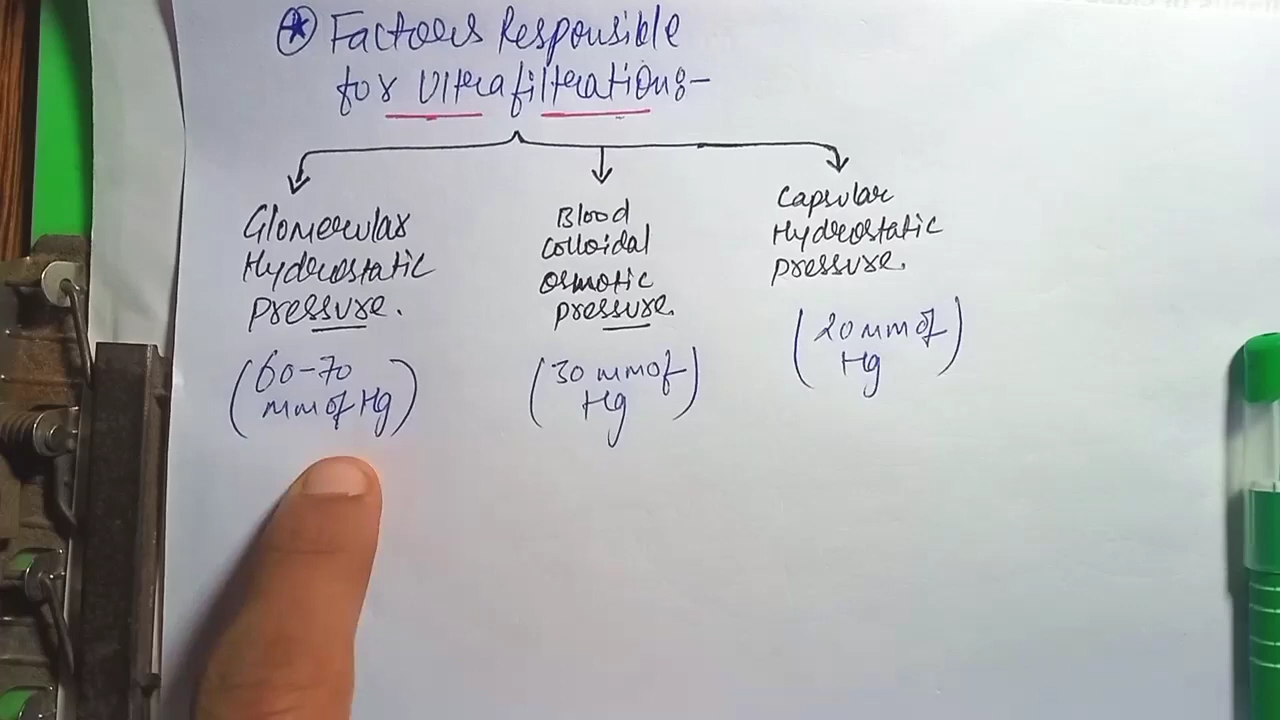 Factors Responsible
for Ultrafiltration:-
Glomerular
Hydrostatic
pressure.
(60-70
mm of Hg)
Blood
Colloidal
Osmotic
pressure.
(30 mm of
Hg)
Capsular
Hydrostatic
pressure.
(20 mm of
Hg)